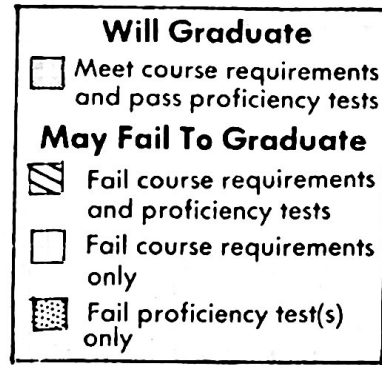 Will Graduate
Meet course requirements
and pass proficiency tests
May Fail To Graduate
Fail course requirements
and proficiency tests
Fail course requirements
only
Fail proficiency test(s)
only